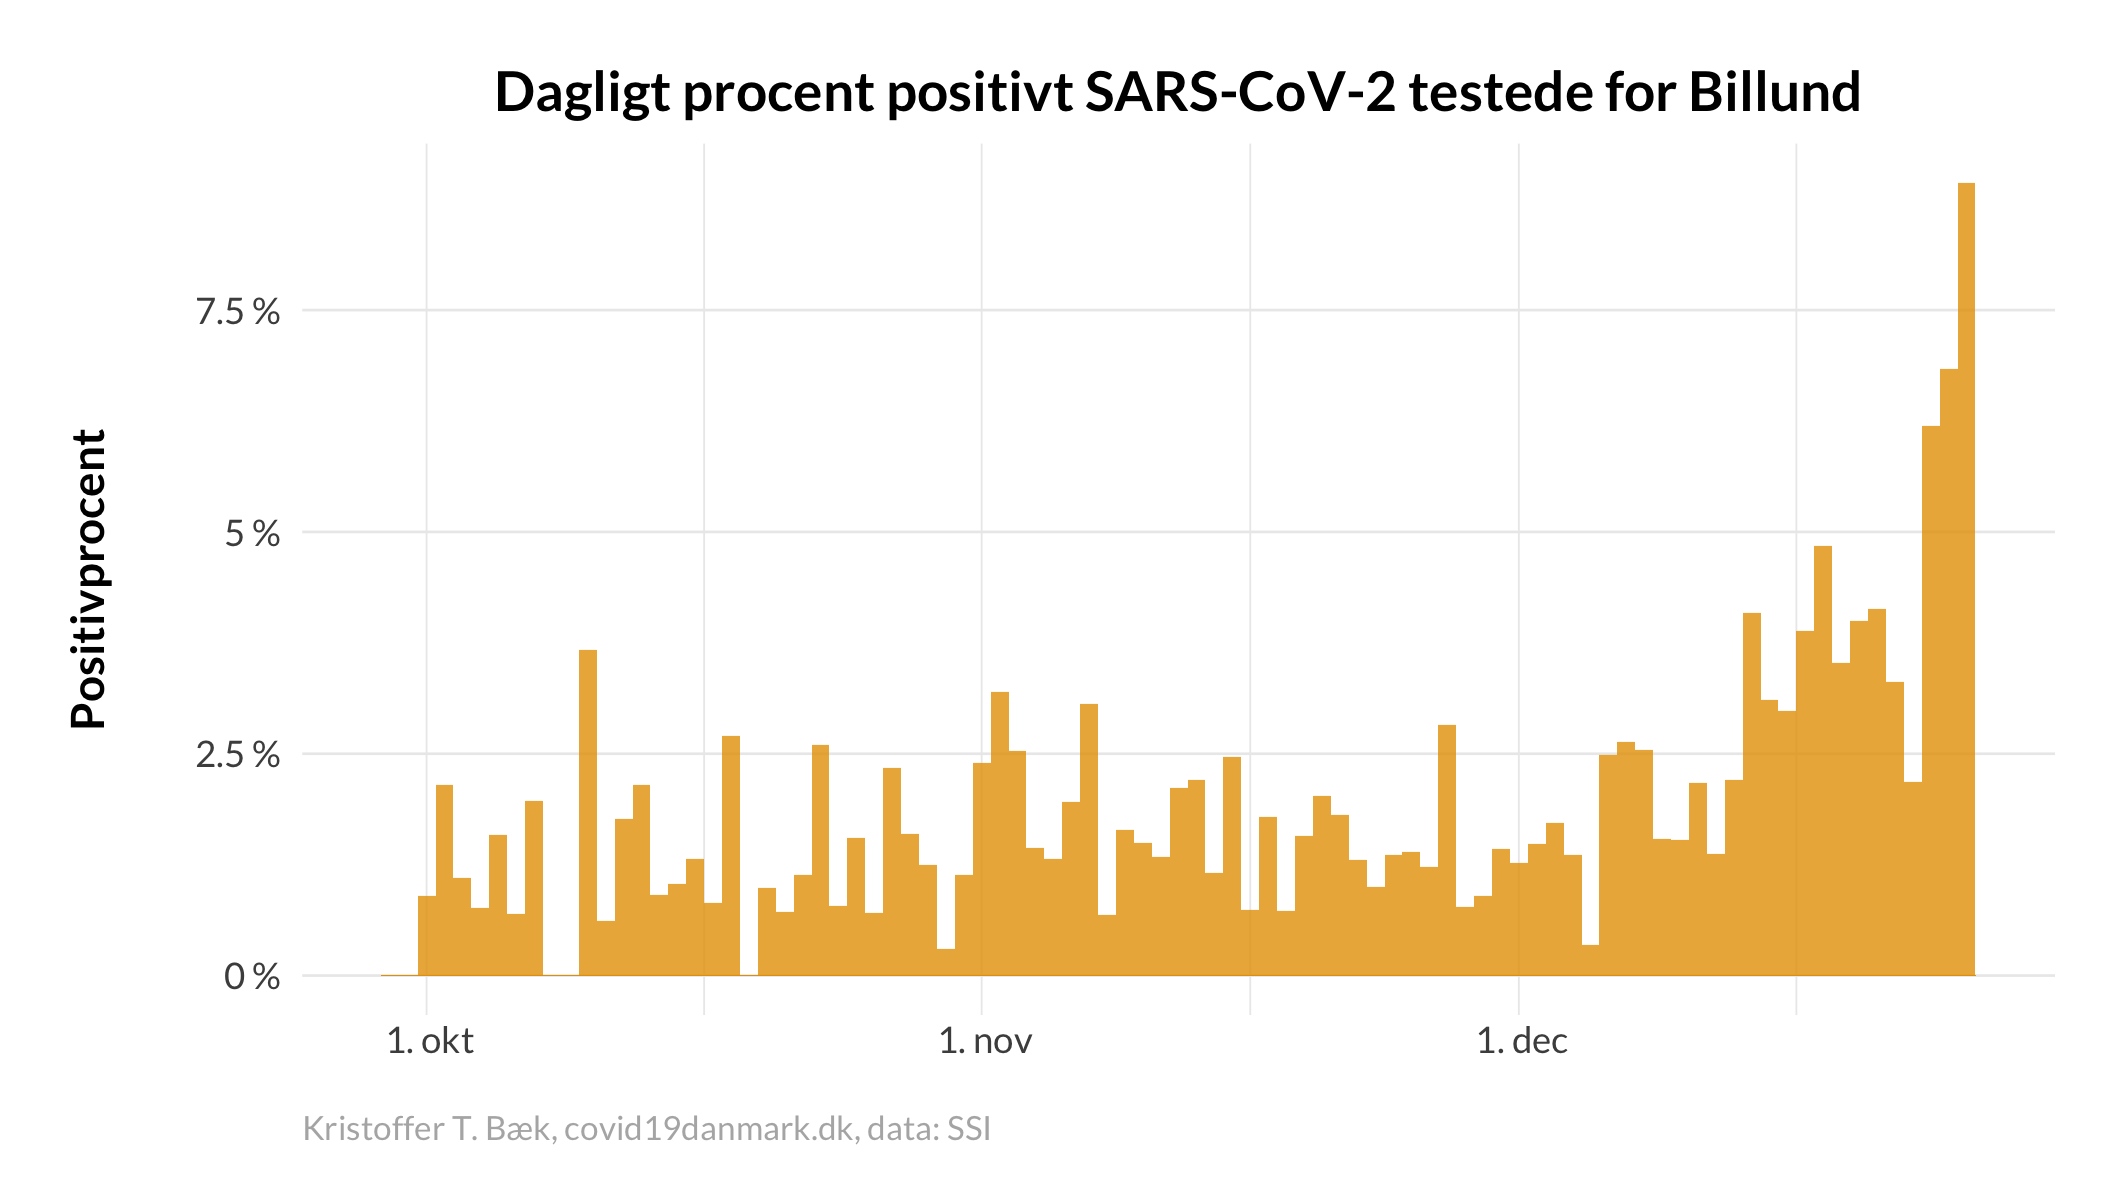 Dagligt procent positivt SARS-CoV-2 testede for Billund
Positivprocent
7.5 %
5 %
2.5 %
0 %
1. okt
1. nov
1. dec
Kristoffer T. Bæk, covid19danmark.dk, data: SSI